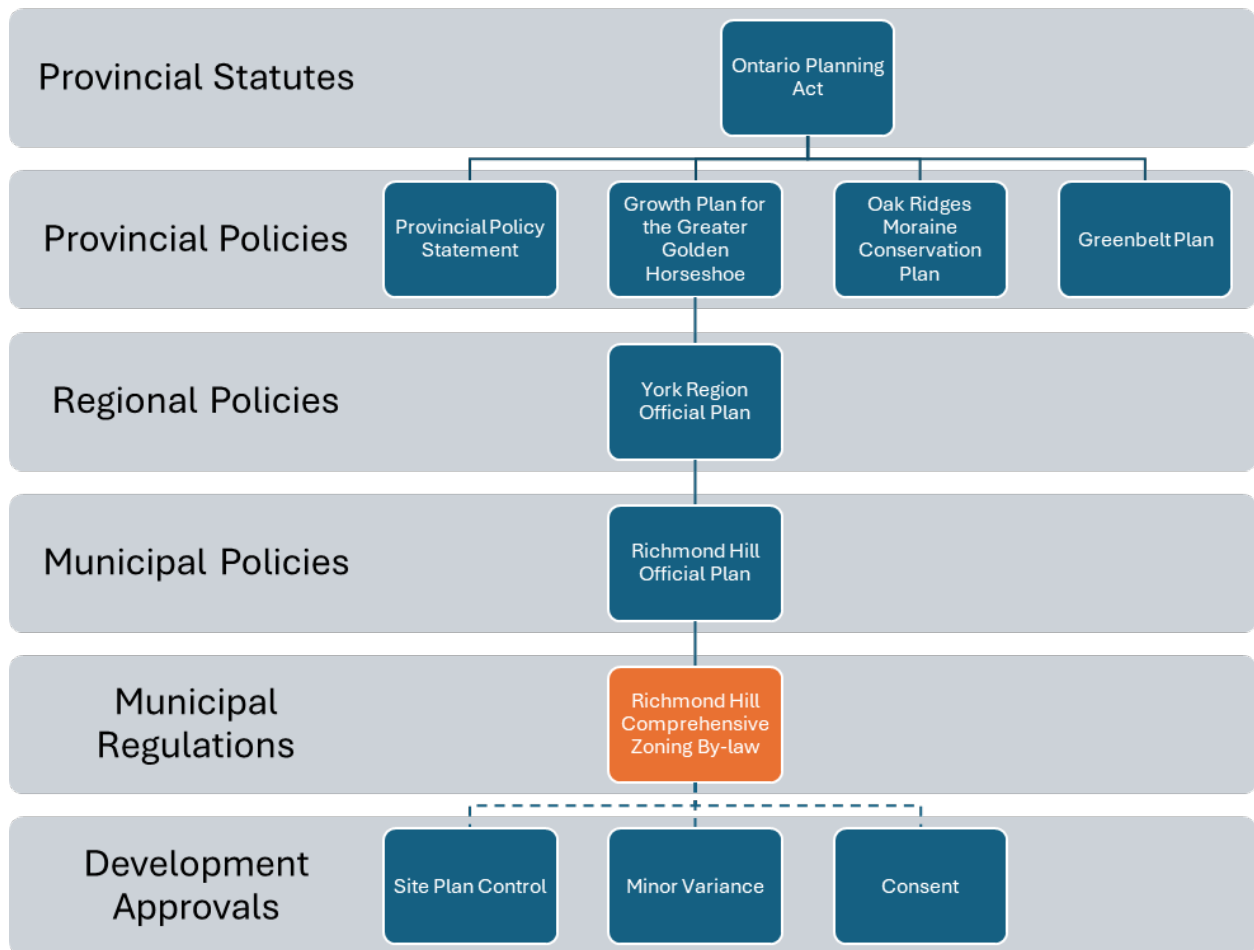 Provincial Statutes
Ontario Planning
Act
Provincial Policies
Provincial Policy
Statement
Growth Plan for
the Greater
Golden
Horseshoe
Oak Ridges
Moraine
Conservation
Plan
Greenbelt Plan
Regional Policies
York Region
Official Plan
Municipal Policies
Richmond Hill
Official Plan
Municipal
Regulations
Richmond Hill
Comprehensive
Zoning By-law
Development
Approvals
Site Plan Control
Minor Variance
Consent